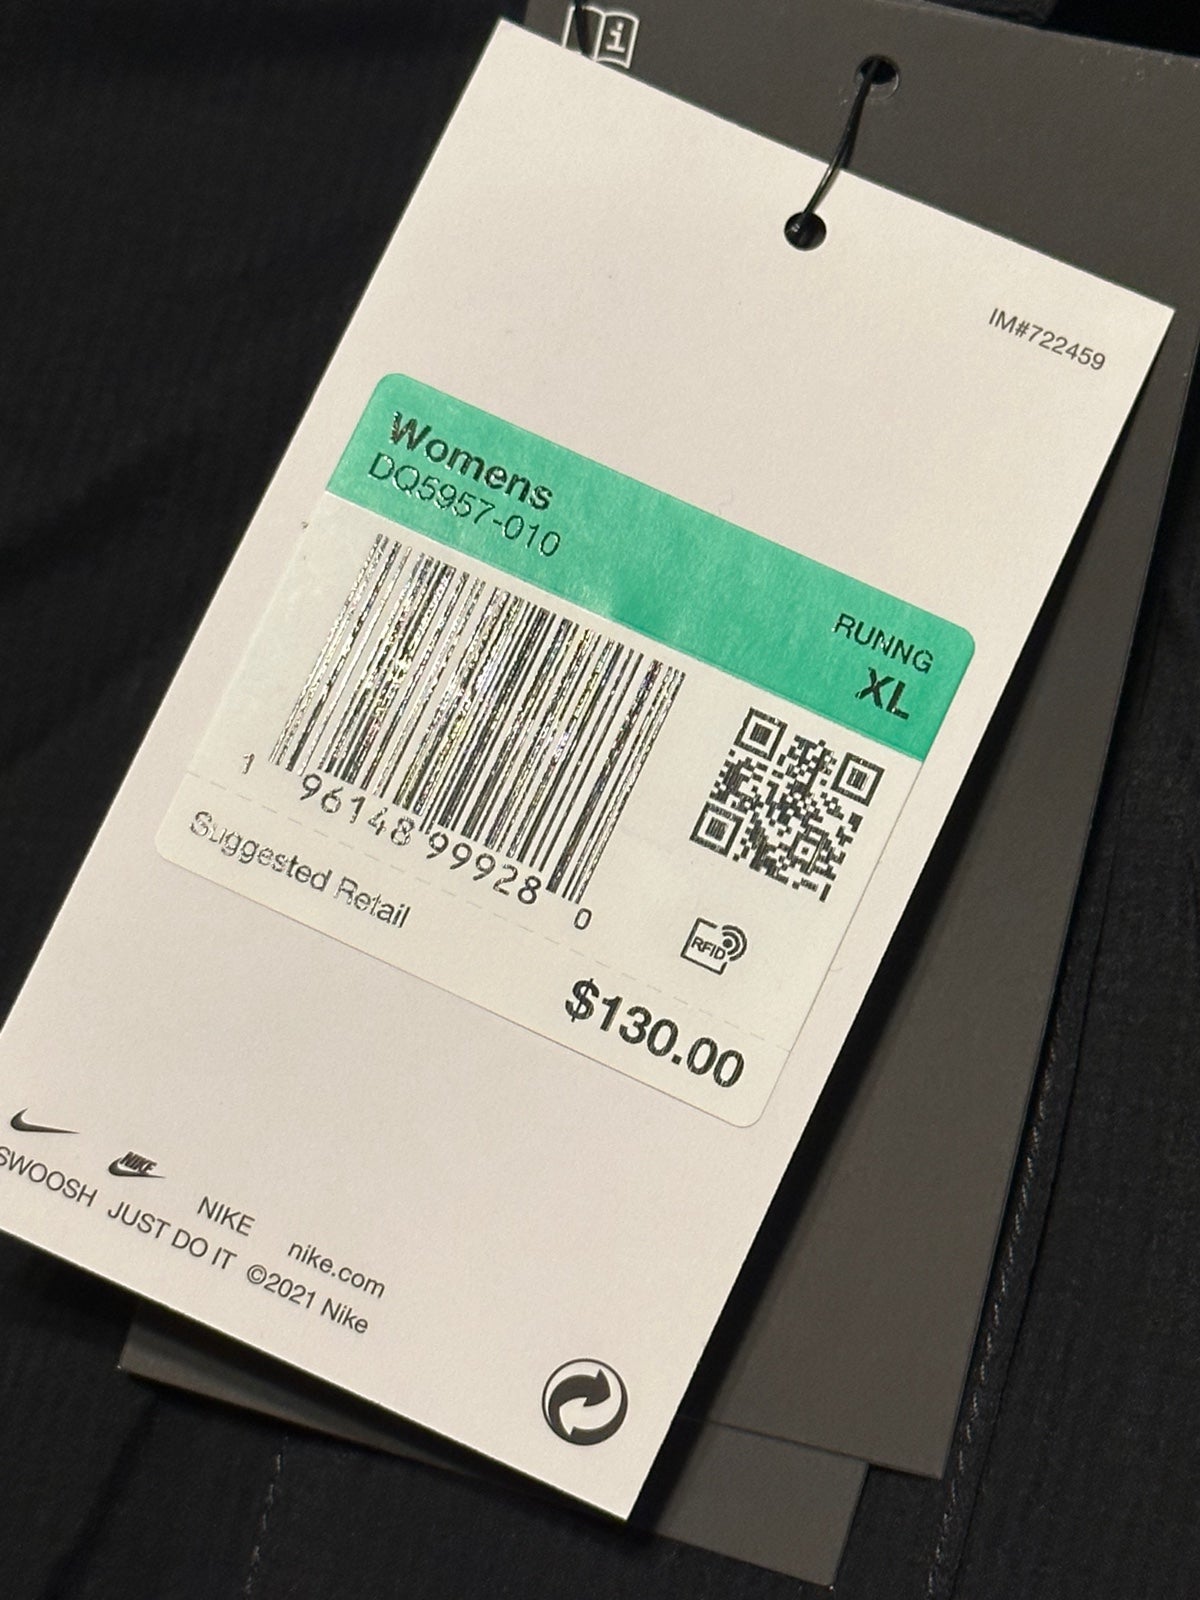 i
IM#722459
Womens
DQ5957-010
RUNNG
XL
1 96148 99928 0
RFID
Suggested Retail
$130.00
NIKE
NIKE
nike.com
SWOOSH JUST DO IT ©2021 Nike